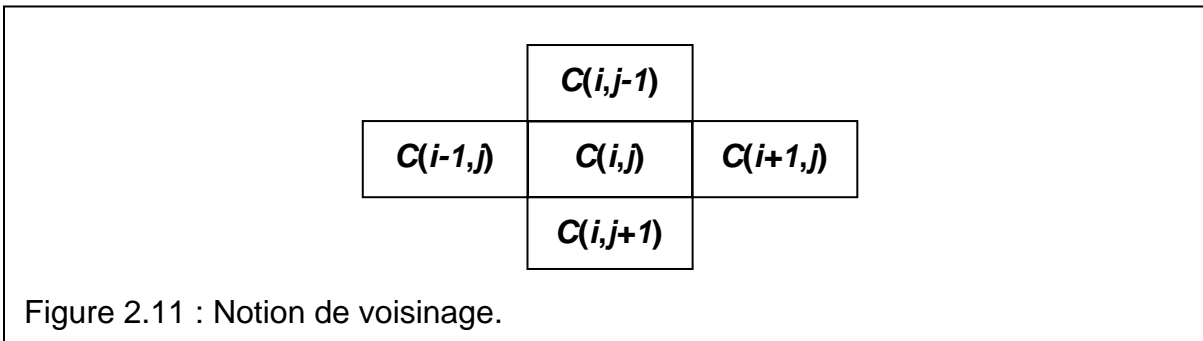 C(i,j-1)
C(i-1,j) C(i,j) C(i+1,j)
C(i,j+1)
Figure 2.11 : Notion de voisinage.